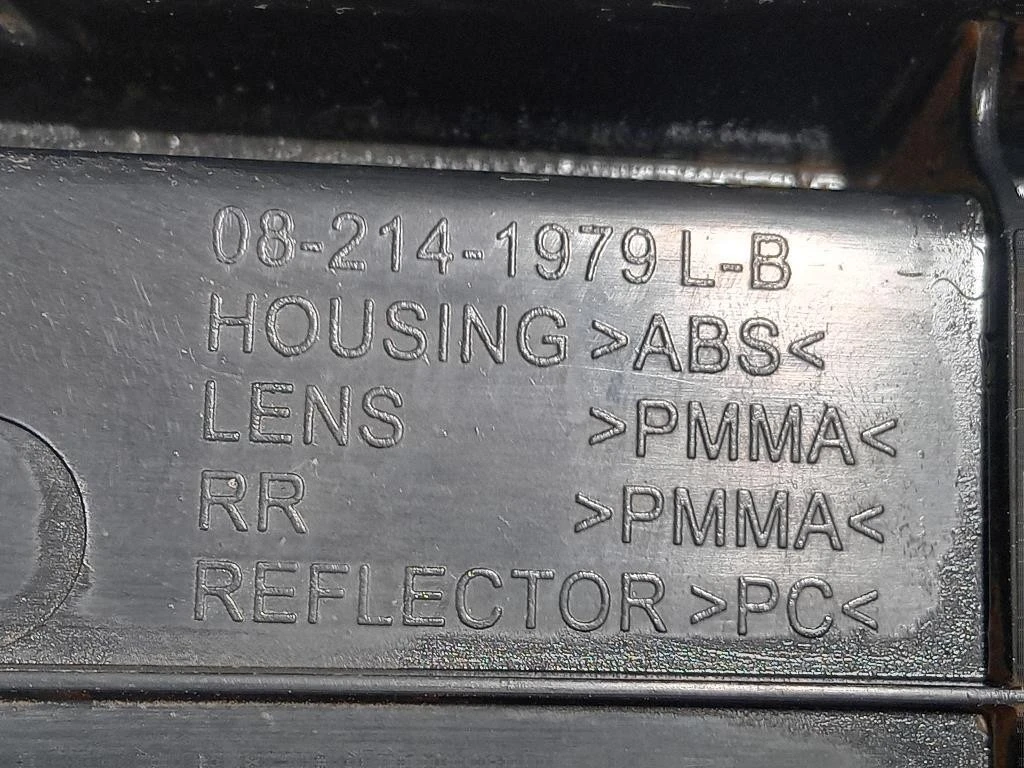 08-214-1979 L-B
HOUSING >ABS<
LENS >PMMA<
RR >PMMA<
REFLECTOR >PC<